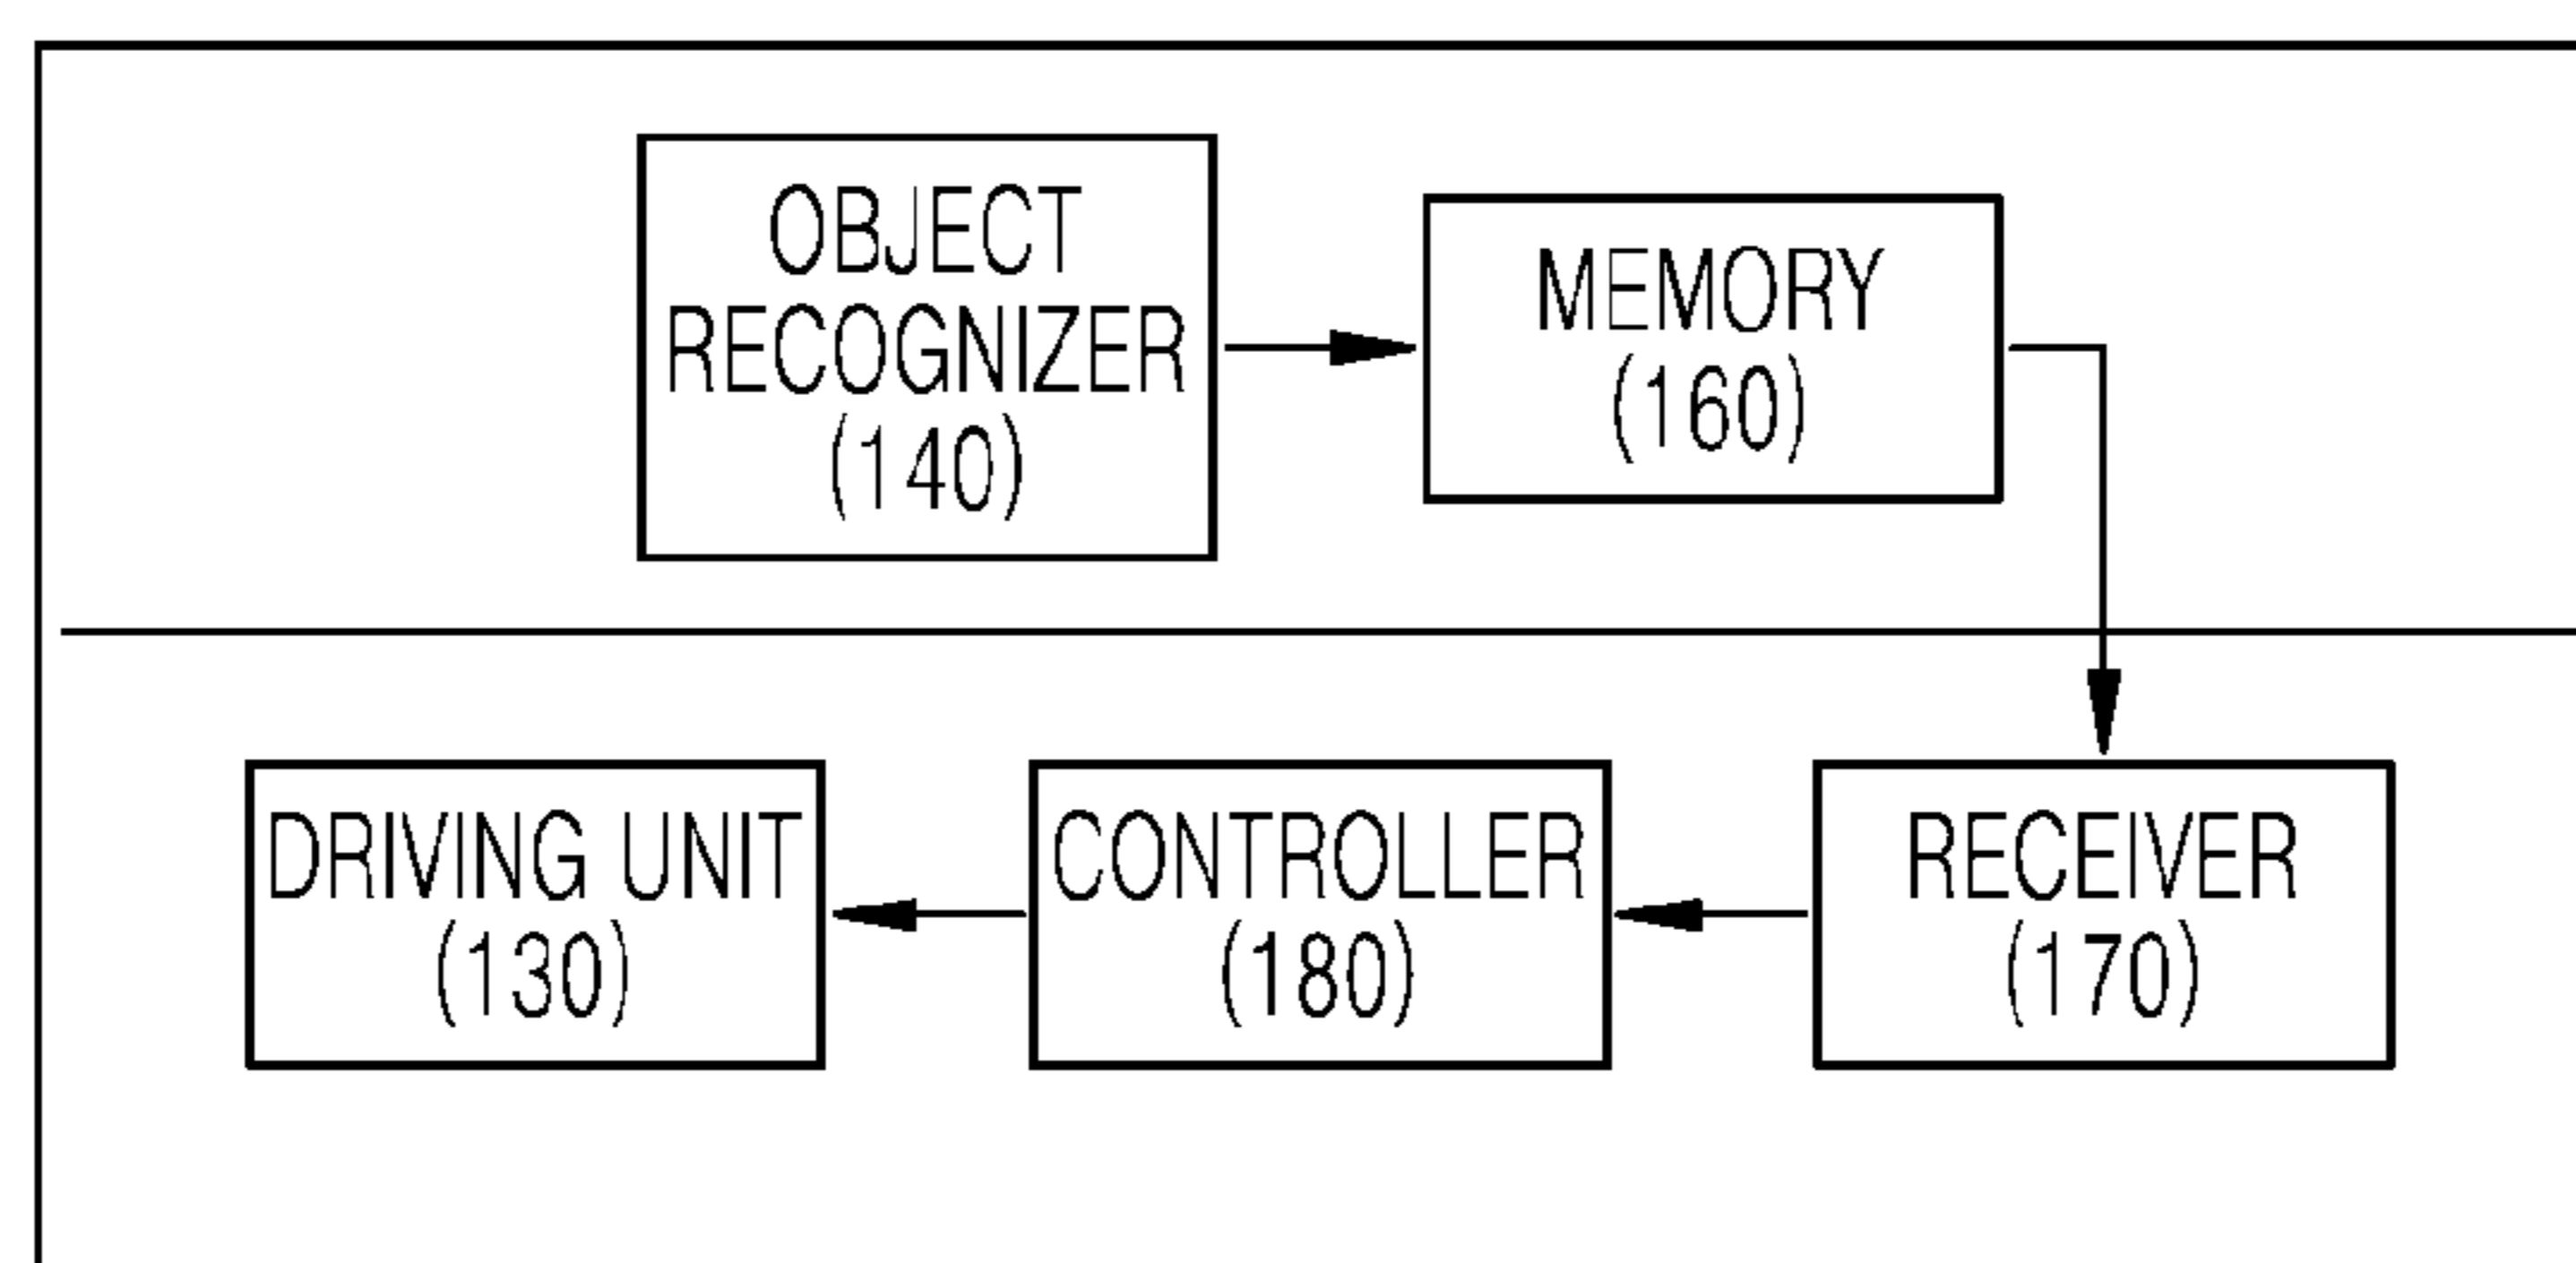 OBJECT
RECOGNIZER
(140)
MEMORY
(160)
DRIVING UNIT
(130)
CONTROLLER
(180)
RECEIVER
(170)